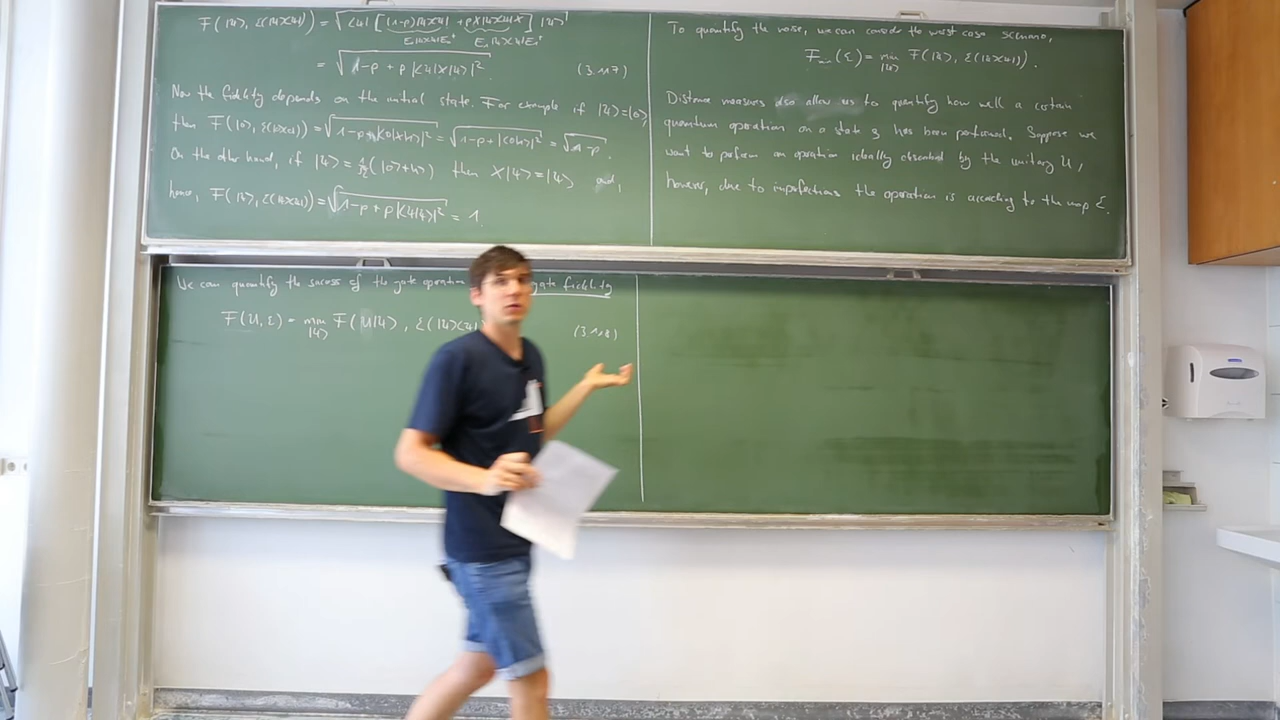 F(|ψ⟩, ℰ(|ψ⟩⟨ψ|)) = √⟨ψ| [(1-p)|ψ⟩⟨ψ| + pX|ψ⟩⟨ψ|X] |ψ⟩
E₀|ψ⟩⟨ψ|E₀† E₁|ψ⟩⟨ψ|E₁†
= √1-p + p |⟨ψ|X|ψ⟩|² (3.117)
Now the fidelity depends on the initial state. For example if |ψ⟩=|0⟩
then F(|0⟩, ℰ(|0⟩⟨0|)) = √1-p+p|⟨0|X|0⟩|² = √1-p+|⟨0|1⟩|² = √1-p.
On the other hand, if |ψ⟩ = 1/√2 (|0⟩+|1⟩) then X|ψ⟩=|ψ⟩ and,
hence, F(|ψ⟩, ℰ(|ψ⟩⟨ψ|)) = √1-p + p|⟨ψ|ψ⟩|² = 1.
To quantify the noise, we can consider the worst case scenario,
F (ℰ) = min F(|ψ⟩, ℰ(|ψ⟩⟨ψ|)).
|ψ⟩
Distance measures also allow us to quantify how well a certain
quantum operation on a state ρ has been performed. Suppose we
want to perform an operation ideally described by the unitary U,
however, due to imperfections the operation is according to the map ℰ.
We can quantify the success of the gate operation gate fidelity
F(U, ℰ) = min F(U|ψ⟩, ℰ(|ψ⟩⟨ψ| (3.118)
|ψ⟩